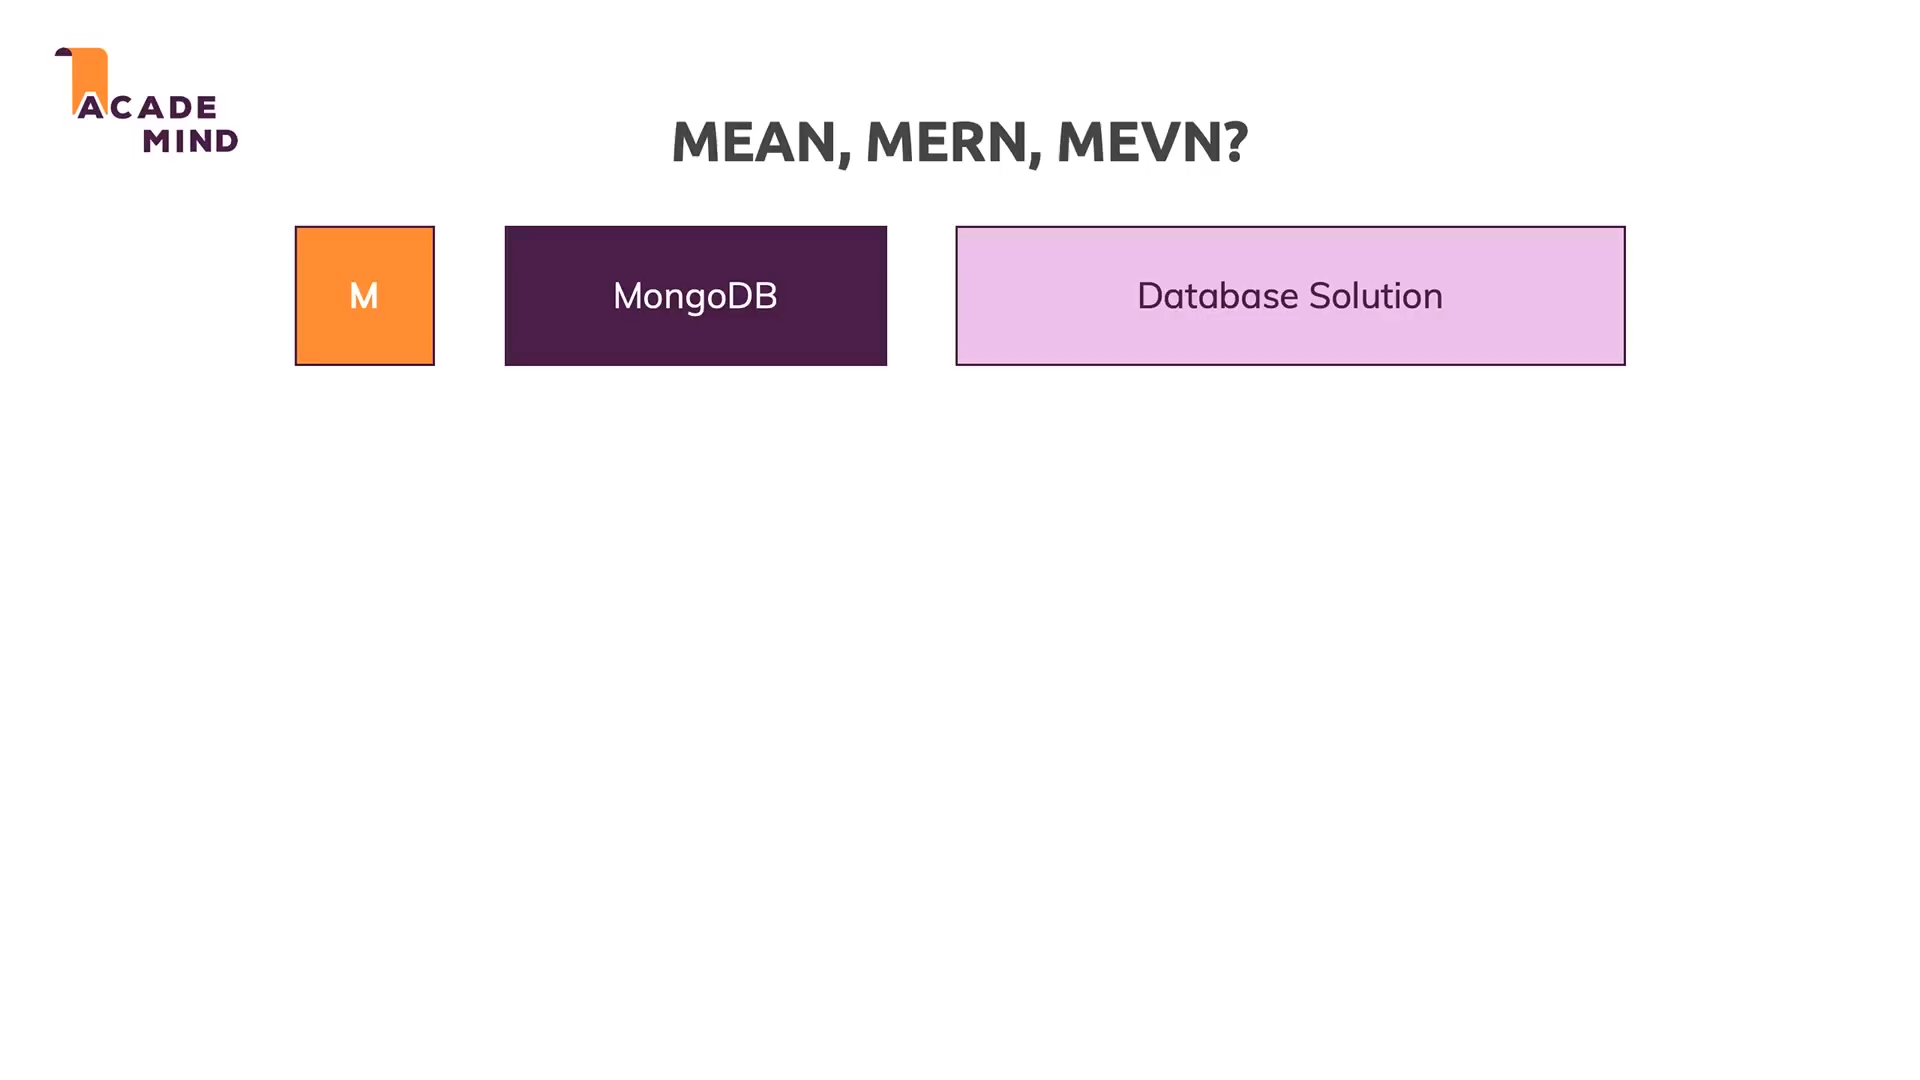 ACADE
MIND
MEAN, MERN, MEVN?
M
MongoDB
Database Solution